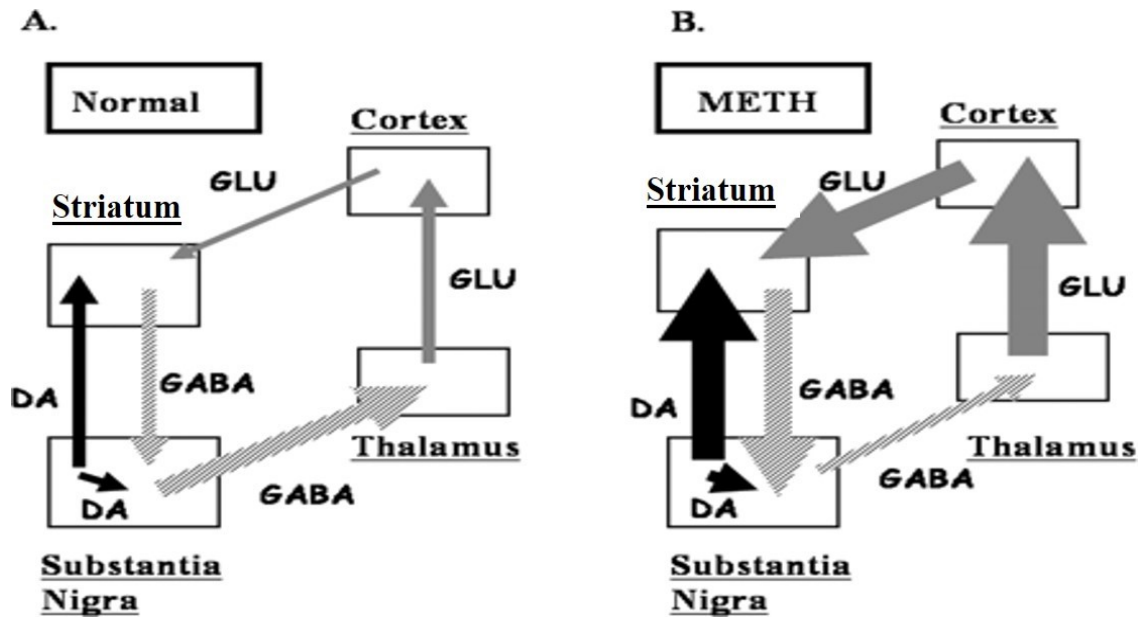 A.
Normal
Cortex
GLU
Striatum
GLU
DA
GABA
Thalamus
DA
GABA
Substantia
Nigra
B.
METH
Cortex
GLU
Striatum
GLU
DA
GABA
Thalamus
DA
GABA
Substantia
Nigra